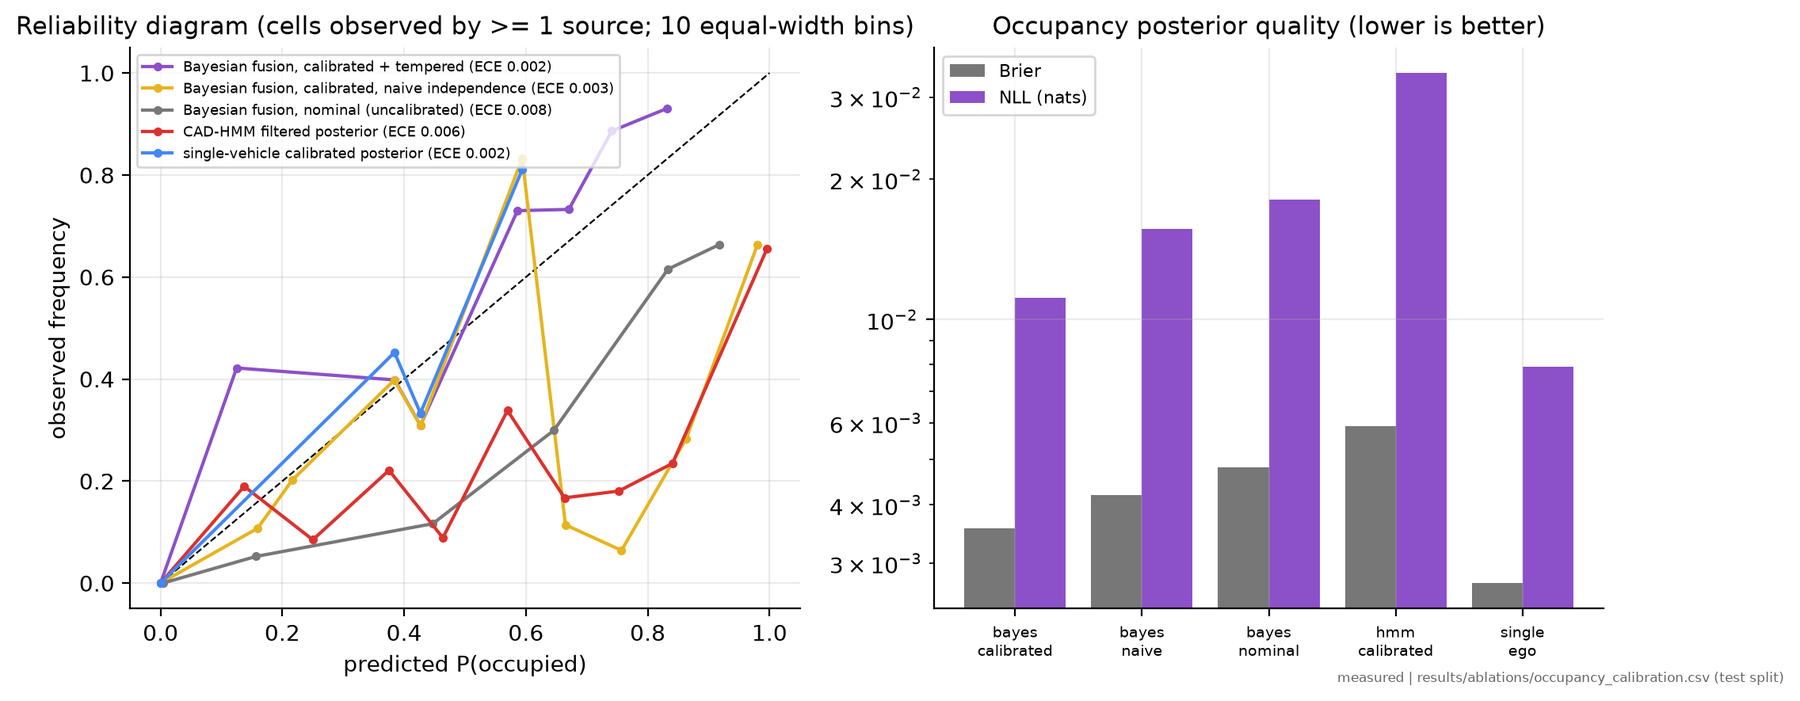 Reliability diagram (cells observed by >= 1 source; 10 equal-width bins)
Bayesian fusion, calibrated + tempered (ECE 0.002)
Bayesian fusion, calibrated, naive independence (ECE 0.003)
Bayesian fusion, nominal (uncalibrated) (ECE 0.008)
CAD-HMM filtered posterior (ECE 0.006)
single-vehicle calibrated posterior (ECE 0.002)
observed frequency
1.0
0.8
0.6
0.4
0.2
0.0
0.0 0.2 0.4 0.6 0.8 1.0
predicted P(occupied)
Occupancy posterior quality (lower is better)
Brier
NLL (nats)
3 × 10⁻²
2 × 10⁻²
10⁻²
6 × 10⁻³
4 × 10⁻³
3 × 10⁻³
bayes calibrated
bayes naive
bayes nominal
hmm calibrated
single ego
measured | results/ablations/occupancy_calibration.csv (test split)